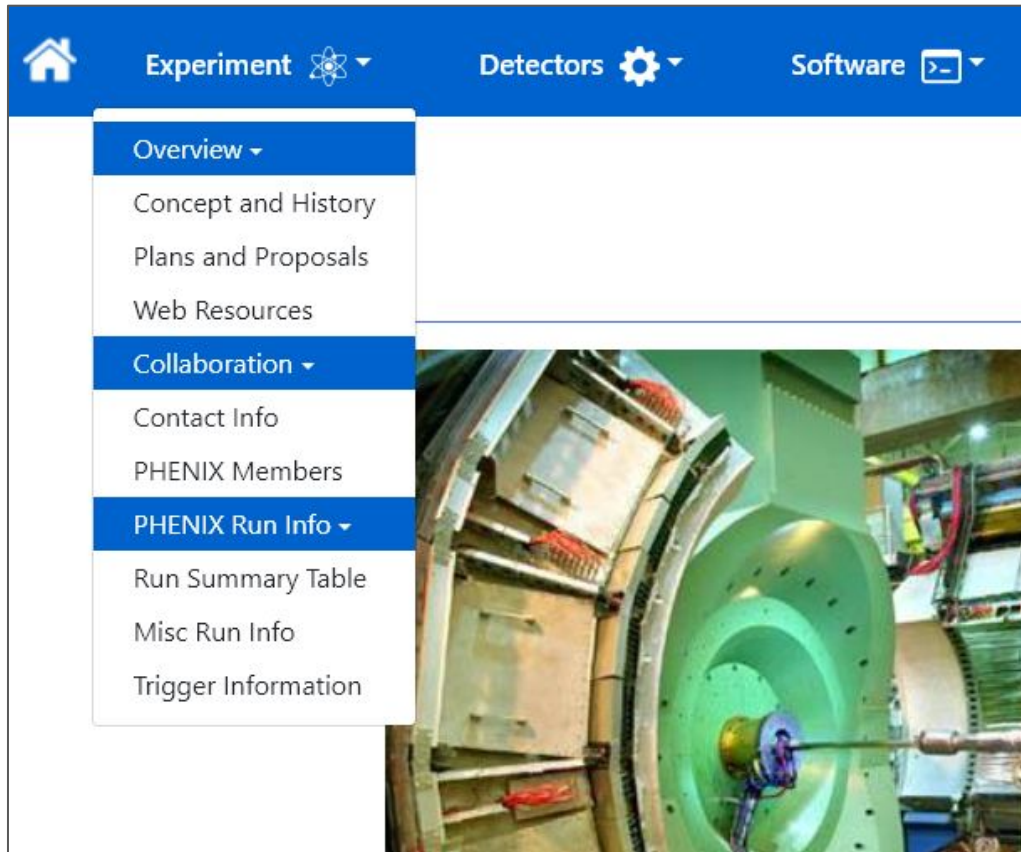 Experiment Detectors Software
Overview
Concept and History
Plans and Proposals
Web Resources
Collaboration
Contact Info
PHENIX Members
PHENIX Run Info
Run Summary Table
Misc Run Info
Trigger Information